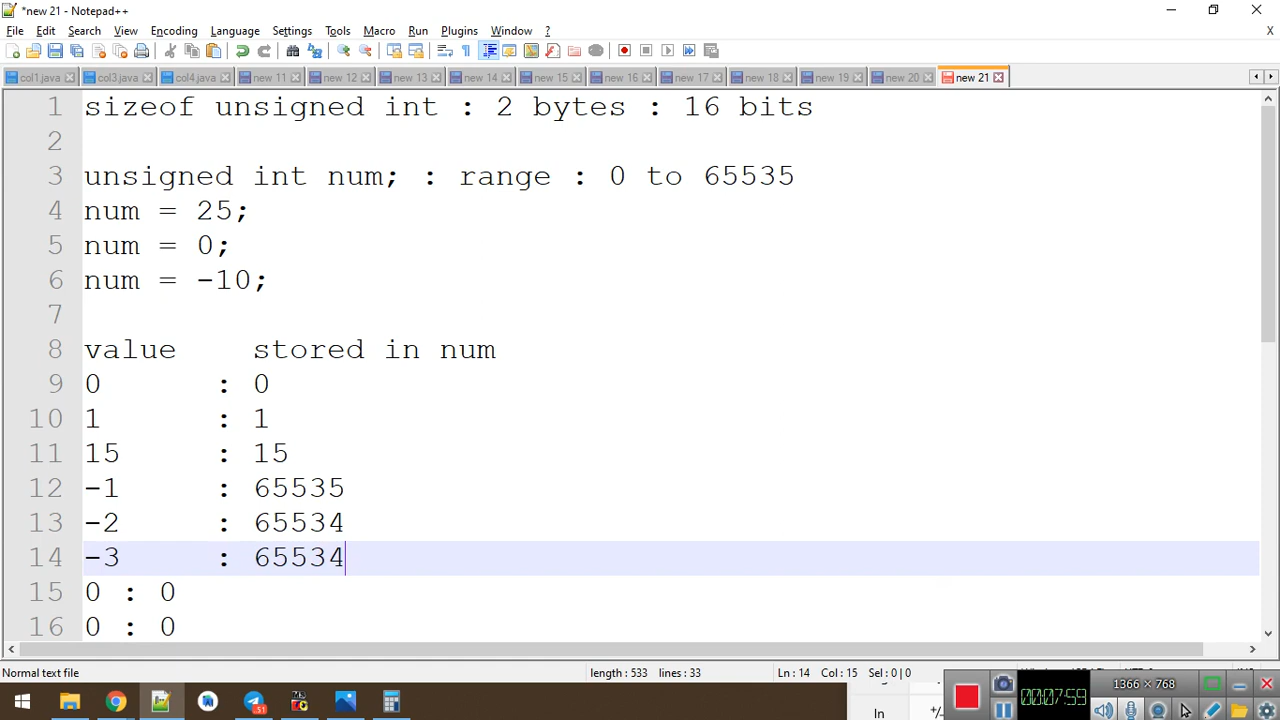 *new 21 - Notepad++
File Edit Search View Encoding Language Settings Tools Macro Run Plugins Window ?
X
col1.java col3.java col4.java new 11 new 12 new 13 new 14 new 15 new 16 new 17 new 18 new 19 new 20 new 21
1 sizeof unsigned int : 2 bytes : 16 bits
2
3 unsigned int num; : range : 0 to 65535
4 num = 25;
5 num = 0;
6 num = -10;
7
8 value stored in num
9 0 : 0
10 1 : 1
11 15 : 15
12 -1 : 65535
13 -2 : 65534
14 -3 : 65534
15 0 : 0
16 0 : 0
Normal text file length : 533 lines : 33 Ln : 14 Col : 15 Sel : 0 | 0
00:07:59 1366 × 768
51
In +/-